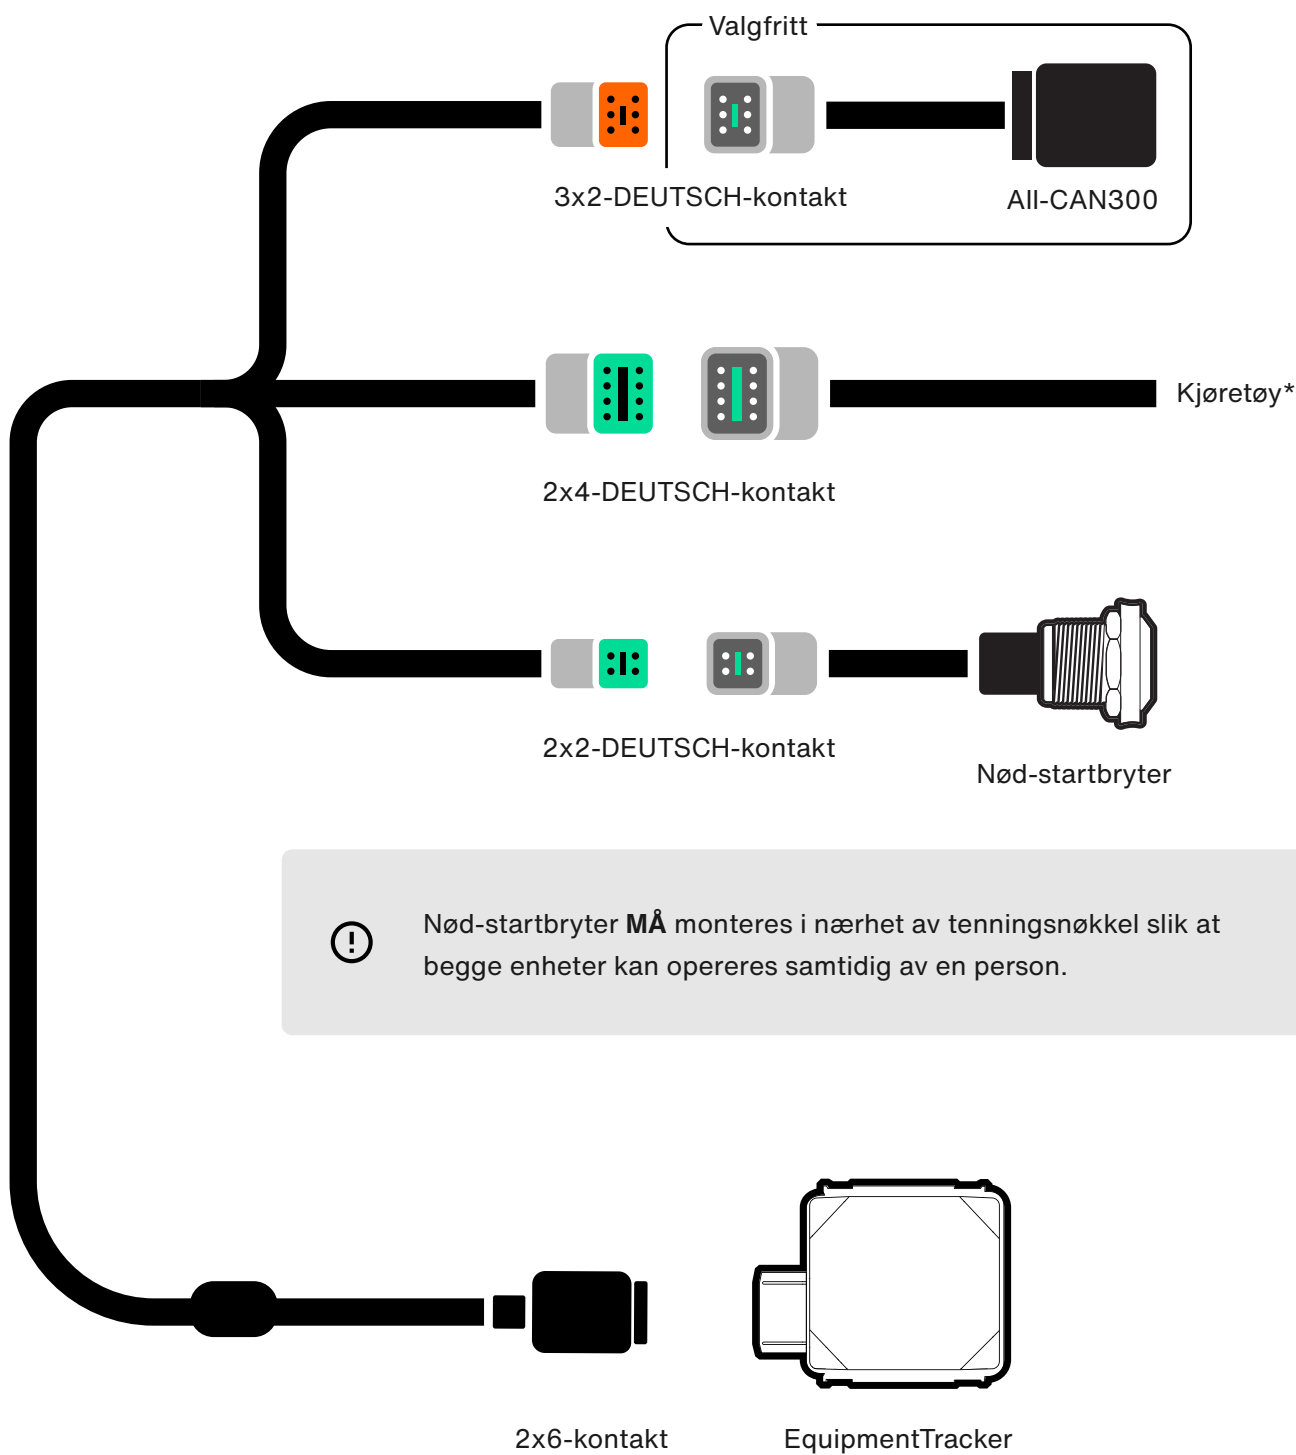 Valgfritt
3x2-DEUTSCH-kontakt
All-CAN300
Kjøretøy*
2x4-DEUTSCH-kontakt
2x2-DEUTSCH-kontakt
Nød-startbryter
Nød-startbryter MÅ monteres i nærhet av tenningsnøkkel slik at
begge enheter kan opereres samtidig av en person.
2x6-kontakt
EquipmentTracker